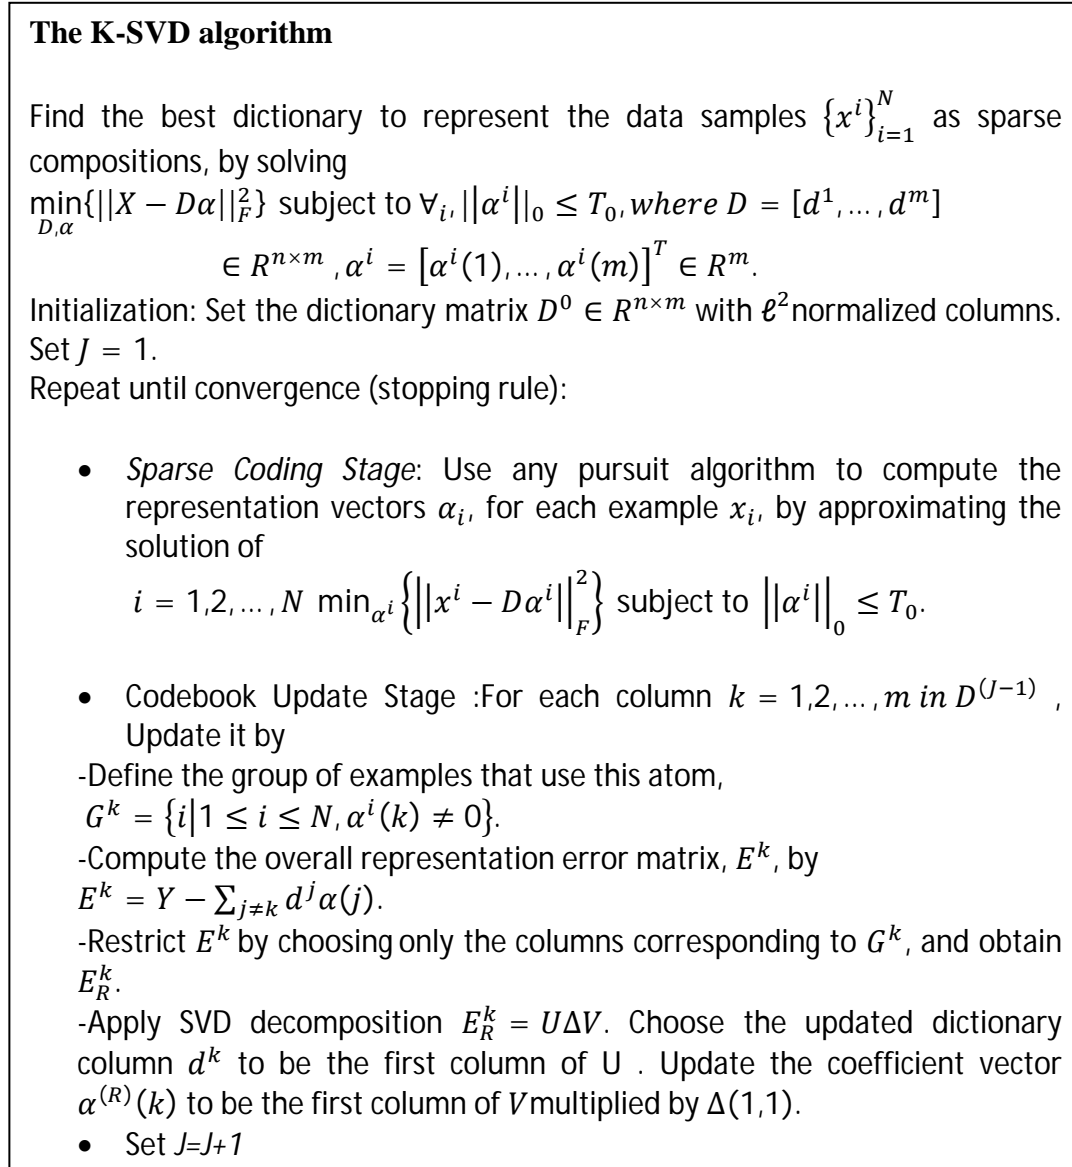 The K-SVD algorithm
Find the best dictionary to represent the data samples {x^i}_{i=1}^N as sparse
compositions, by solving
min_{D,α}{||X − Dα||_F^2} subject to ∀_i, ||α^i||_0 ≤ T_0, where D = [d^1, … , d^m]
∈ R^{n×m} , α^i = [α^i(1), … , α^i(m)]^T ∈ R^m.
Initialization: Set the dictionary matrix D^0 ∈ R^{n×m} with ℓ^2 normalized columns.
Set J = 1.
Repeat until convergence (stopping rule):
• Sparse Coding Stage: Use any pursuit algorithm to compute the
representation vectors α_i, for each example x_i, by approximating the
solution of
i = 1,2, … , N min_{α^i}{||x^i − Dα^i||_F^2} subject to ||α^i||_0 ≤ T_0.
• Codebook Update Stage :For each column k = 1,2, … , m in D^{(J−1)} ,
Update it by
-Define the group of examples that use this atom,
G^k = {i|1 ≤ i ≤ N, α^i(k) ≠ 0}.
-Compute the overall representation error matrix, E^k, by
E^k = Y − ∑_{j≠k} d^j α(j).
-Restrict E^k by choosing only the columns corresponding to G^k, and obtain
E_R^k.
-Apply SVD decomposition E_R^k = UΔV. Choose the updated dictionary
column d^k to be the first column of U . Update the coefficient vector
α^{(R)}(k) to be the first column of V multiplied by Δ(1,1).
• Set J=J+1